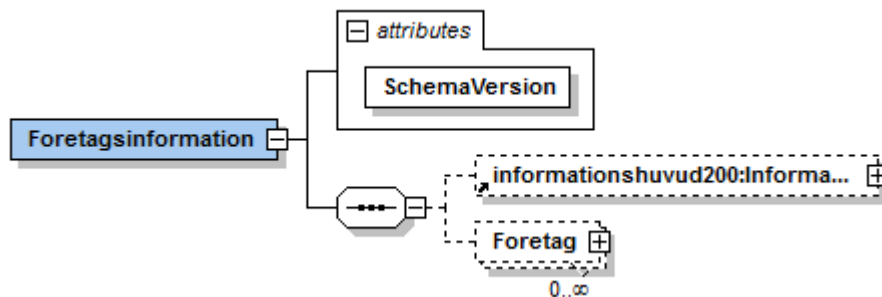 attributes
SchemaVersion
Foretagsinformation
informationshuvud200:Informa...
Foretag
0..∞